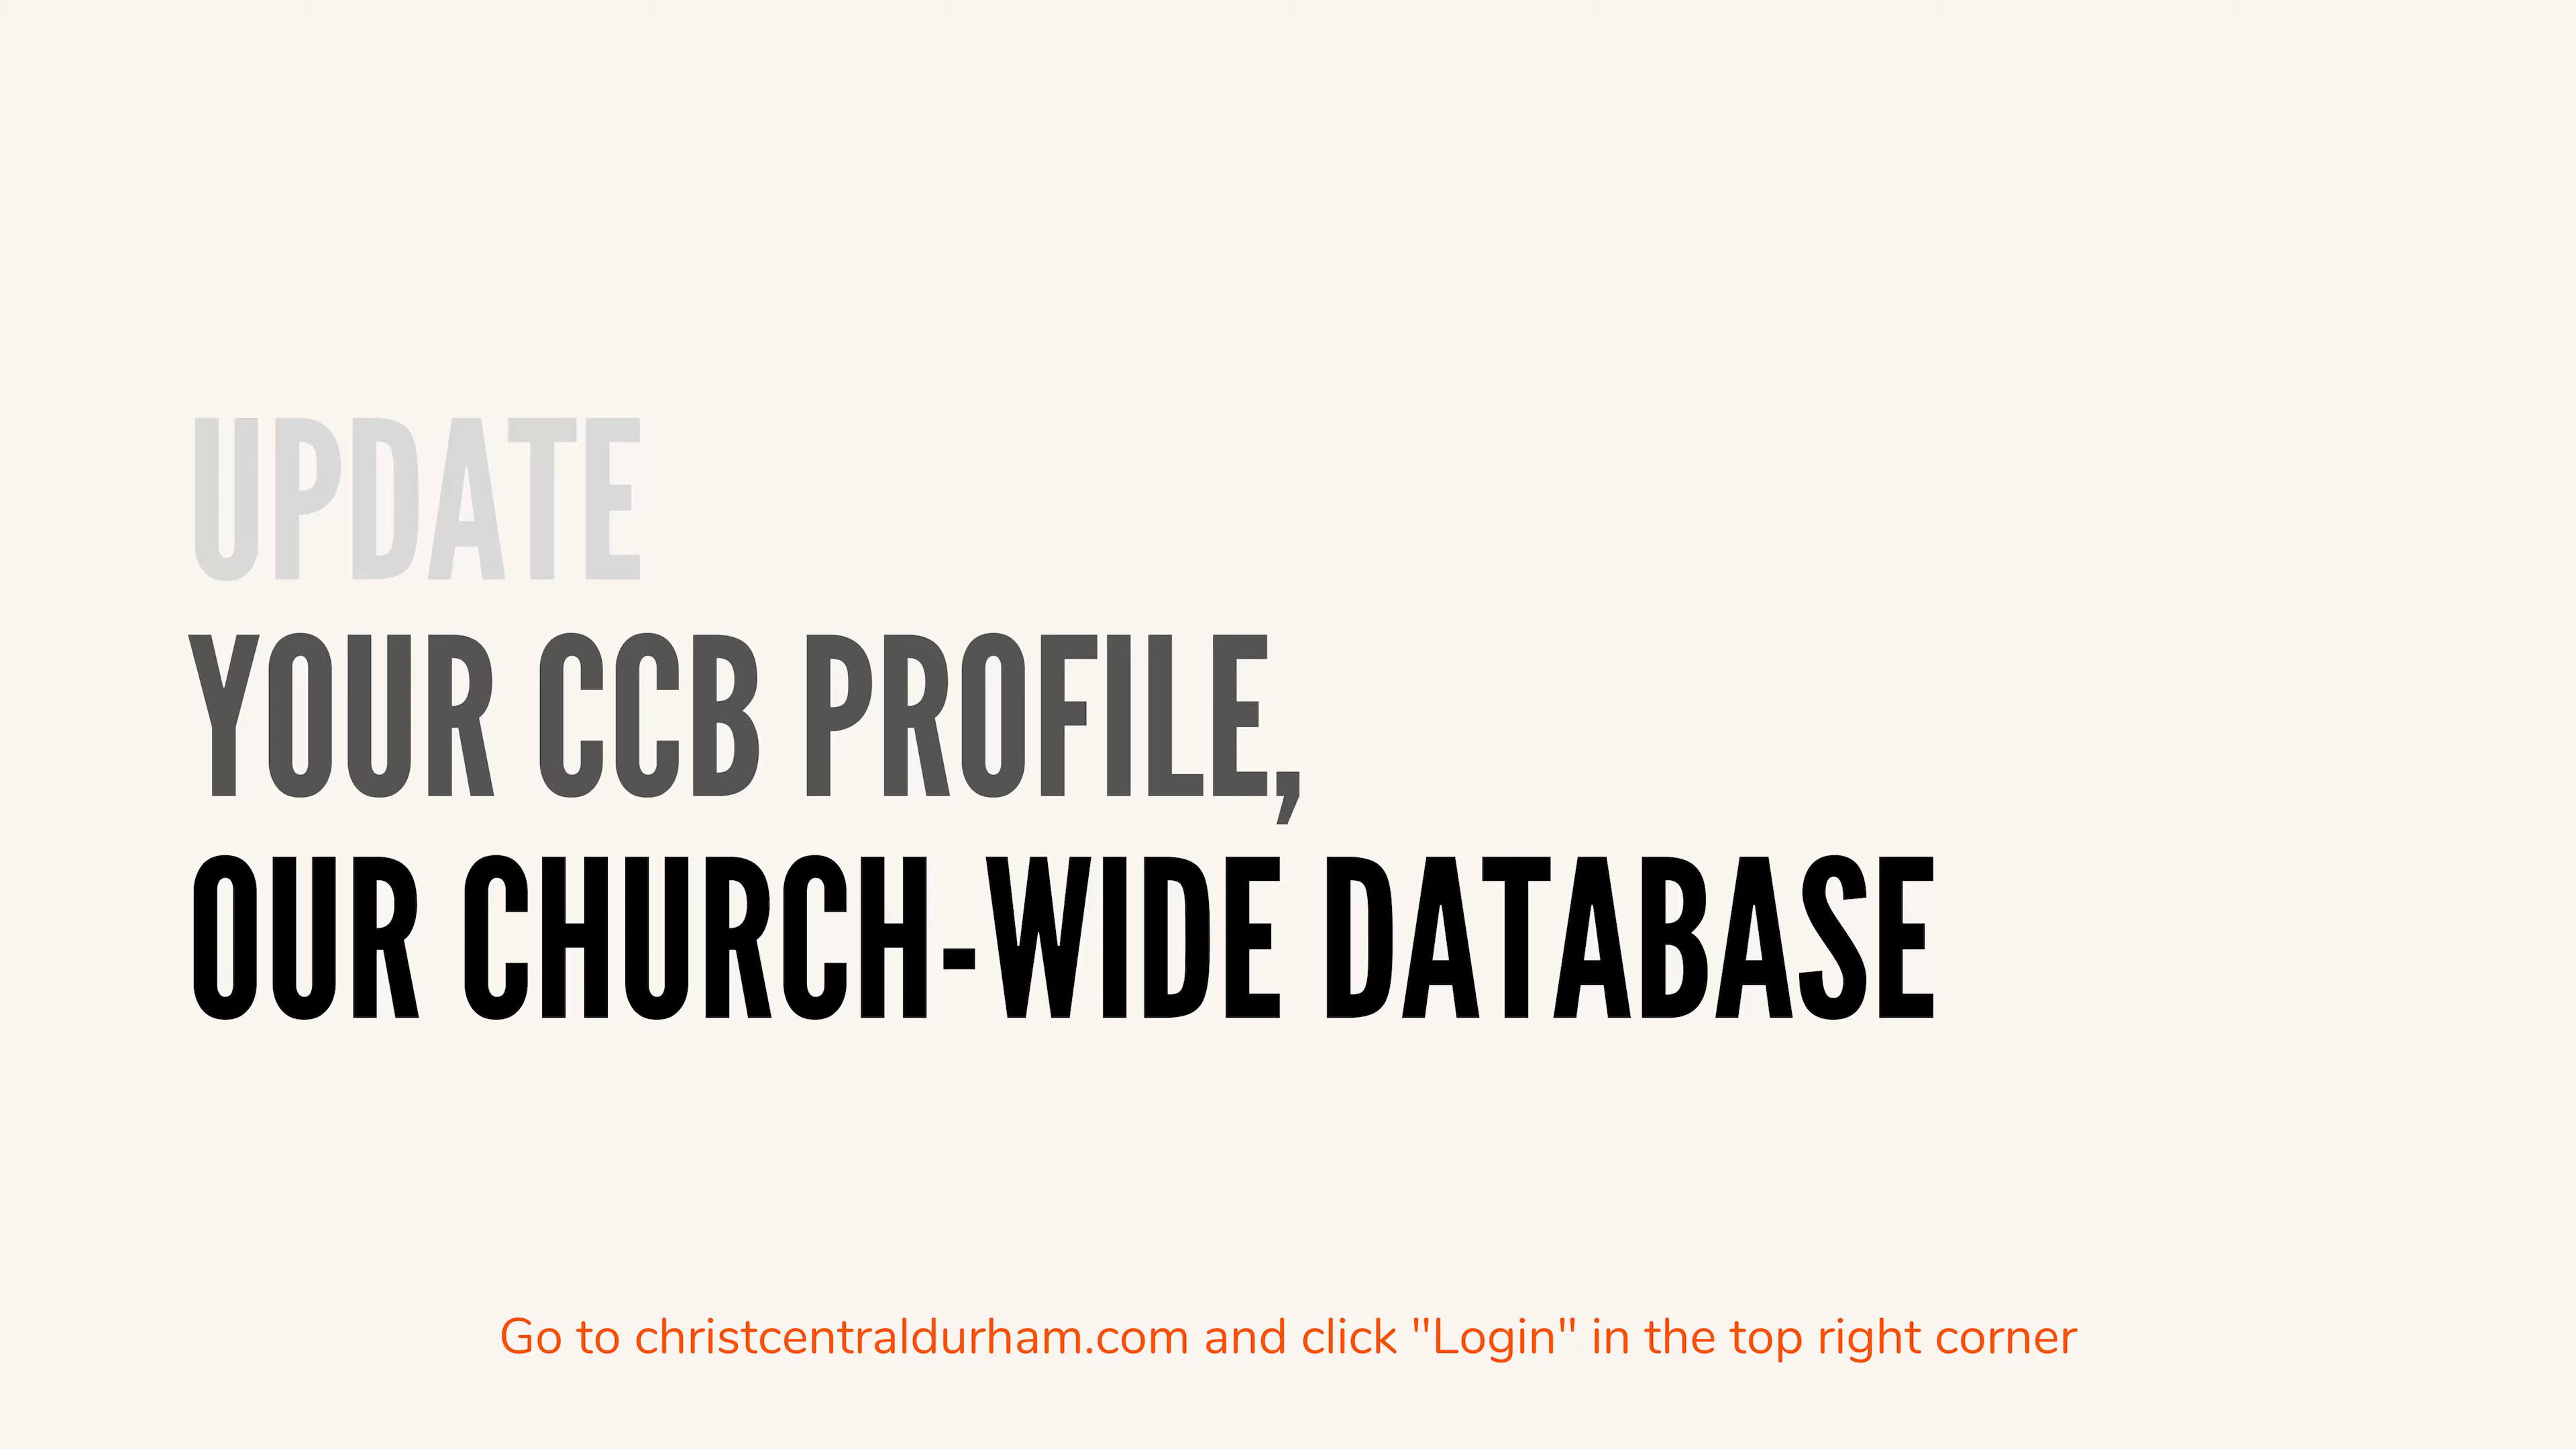 UPDATE
YOUR CCB PROFILE,
OUR CHURCH-WIDE DATABASE
Go to christcentraldurham.com and click "Login" in the top right corner